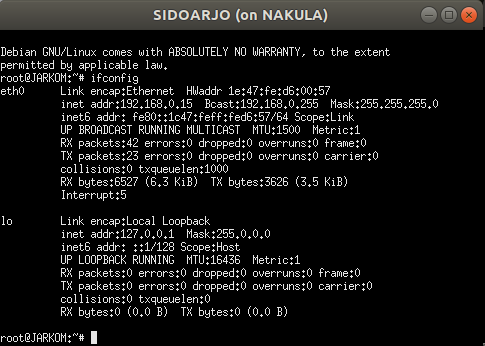 SIDOARJO (on NAKULA)
Debian GNU/Linux comes with ABSOLUTELY NO WARRANTY, to the extent
permitted by applicable law.
root@JARKOM:~# ifconfig
eth0      Link encap:Ethernet  HWaddr 1e:47:fe:d6:00:57
          inet addr:192.168.0.15  Bcast:192.168.0.255  Mask:255.255.255.0
          inet6 addr: fe80::1c47:feff:fed6:57/64 Scope:Link
          UP BROADCAST RUNNING MULTICAST  MTU:1500  Metric:1
          RX packets:42 errors:0 dropped:0 overruns:0 frame:0
          TX packets:23 errors:0 dropped:0 overruns:0 carrier:0
          collisions:0 txqueuelen:1000
          RX bytes:6527 (6.3 KiB)  TX bytes:3626 (3.5 KiB)
          Interrupt:5
lo        Link encap:Local Loopback
          inet addr:127.0.0.1  Mask:255.0.0.0
          inet6 addr: ::1/128 Scope:Host
          UP LOOPBACK RUNNING  MTU:16436  Metric:1
          RX packets:0 errors:0 dropped:0 overruns:0 frame:0
          TX packets:0 errors:0 dropped:0 overruns:0 carrier:0
          collisions:0 txqueuelen:0
          RX bytes:0 (0.0 B)  TX bytes:0 (0.0 B)
root@JARKOM:~#